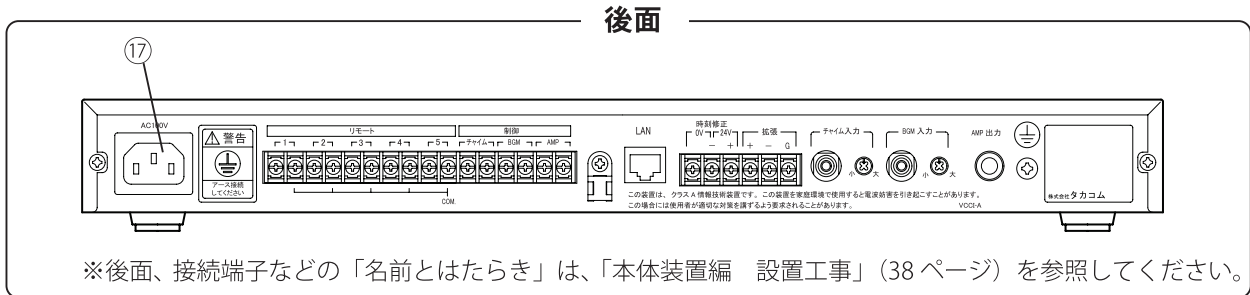 後面
⑰
AC100V
警告
アース接続
してください
リモート
制御
1 2 3 4 5 チャイム BGM AMP
COM.
LAN
時刻修正
0V 24V 拡張
− + + − G
チャイム入力
小 大
BGM 入力
小 大
AMP 出力
この装置は、クラスA情報技術装置です。この装置を家庭環境で使用すると電波妨害を引き起こすことがあります。
この場合には使用者が適切な対策を講ずるよう要求されることがあります。
VCCI-A
株式会社タカコム
※後面、接続端子などの「名前とはたらき」は、「本体装置編　設置工事」（38 ページ）を参照してください。